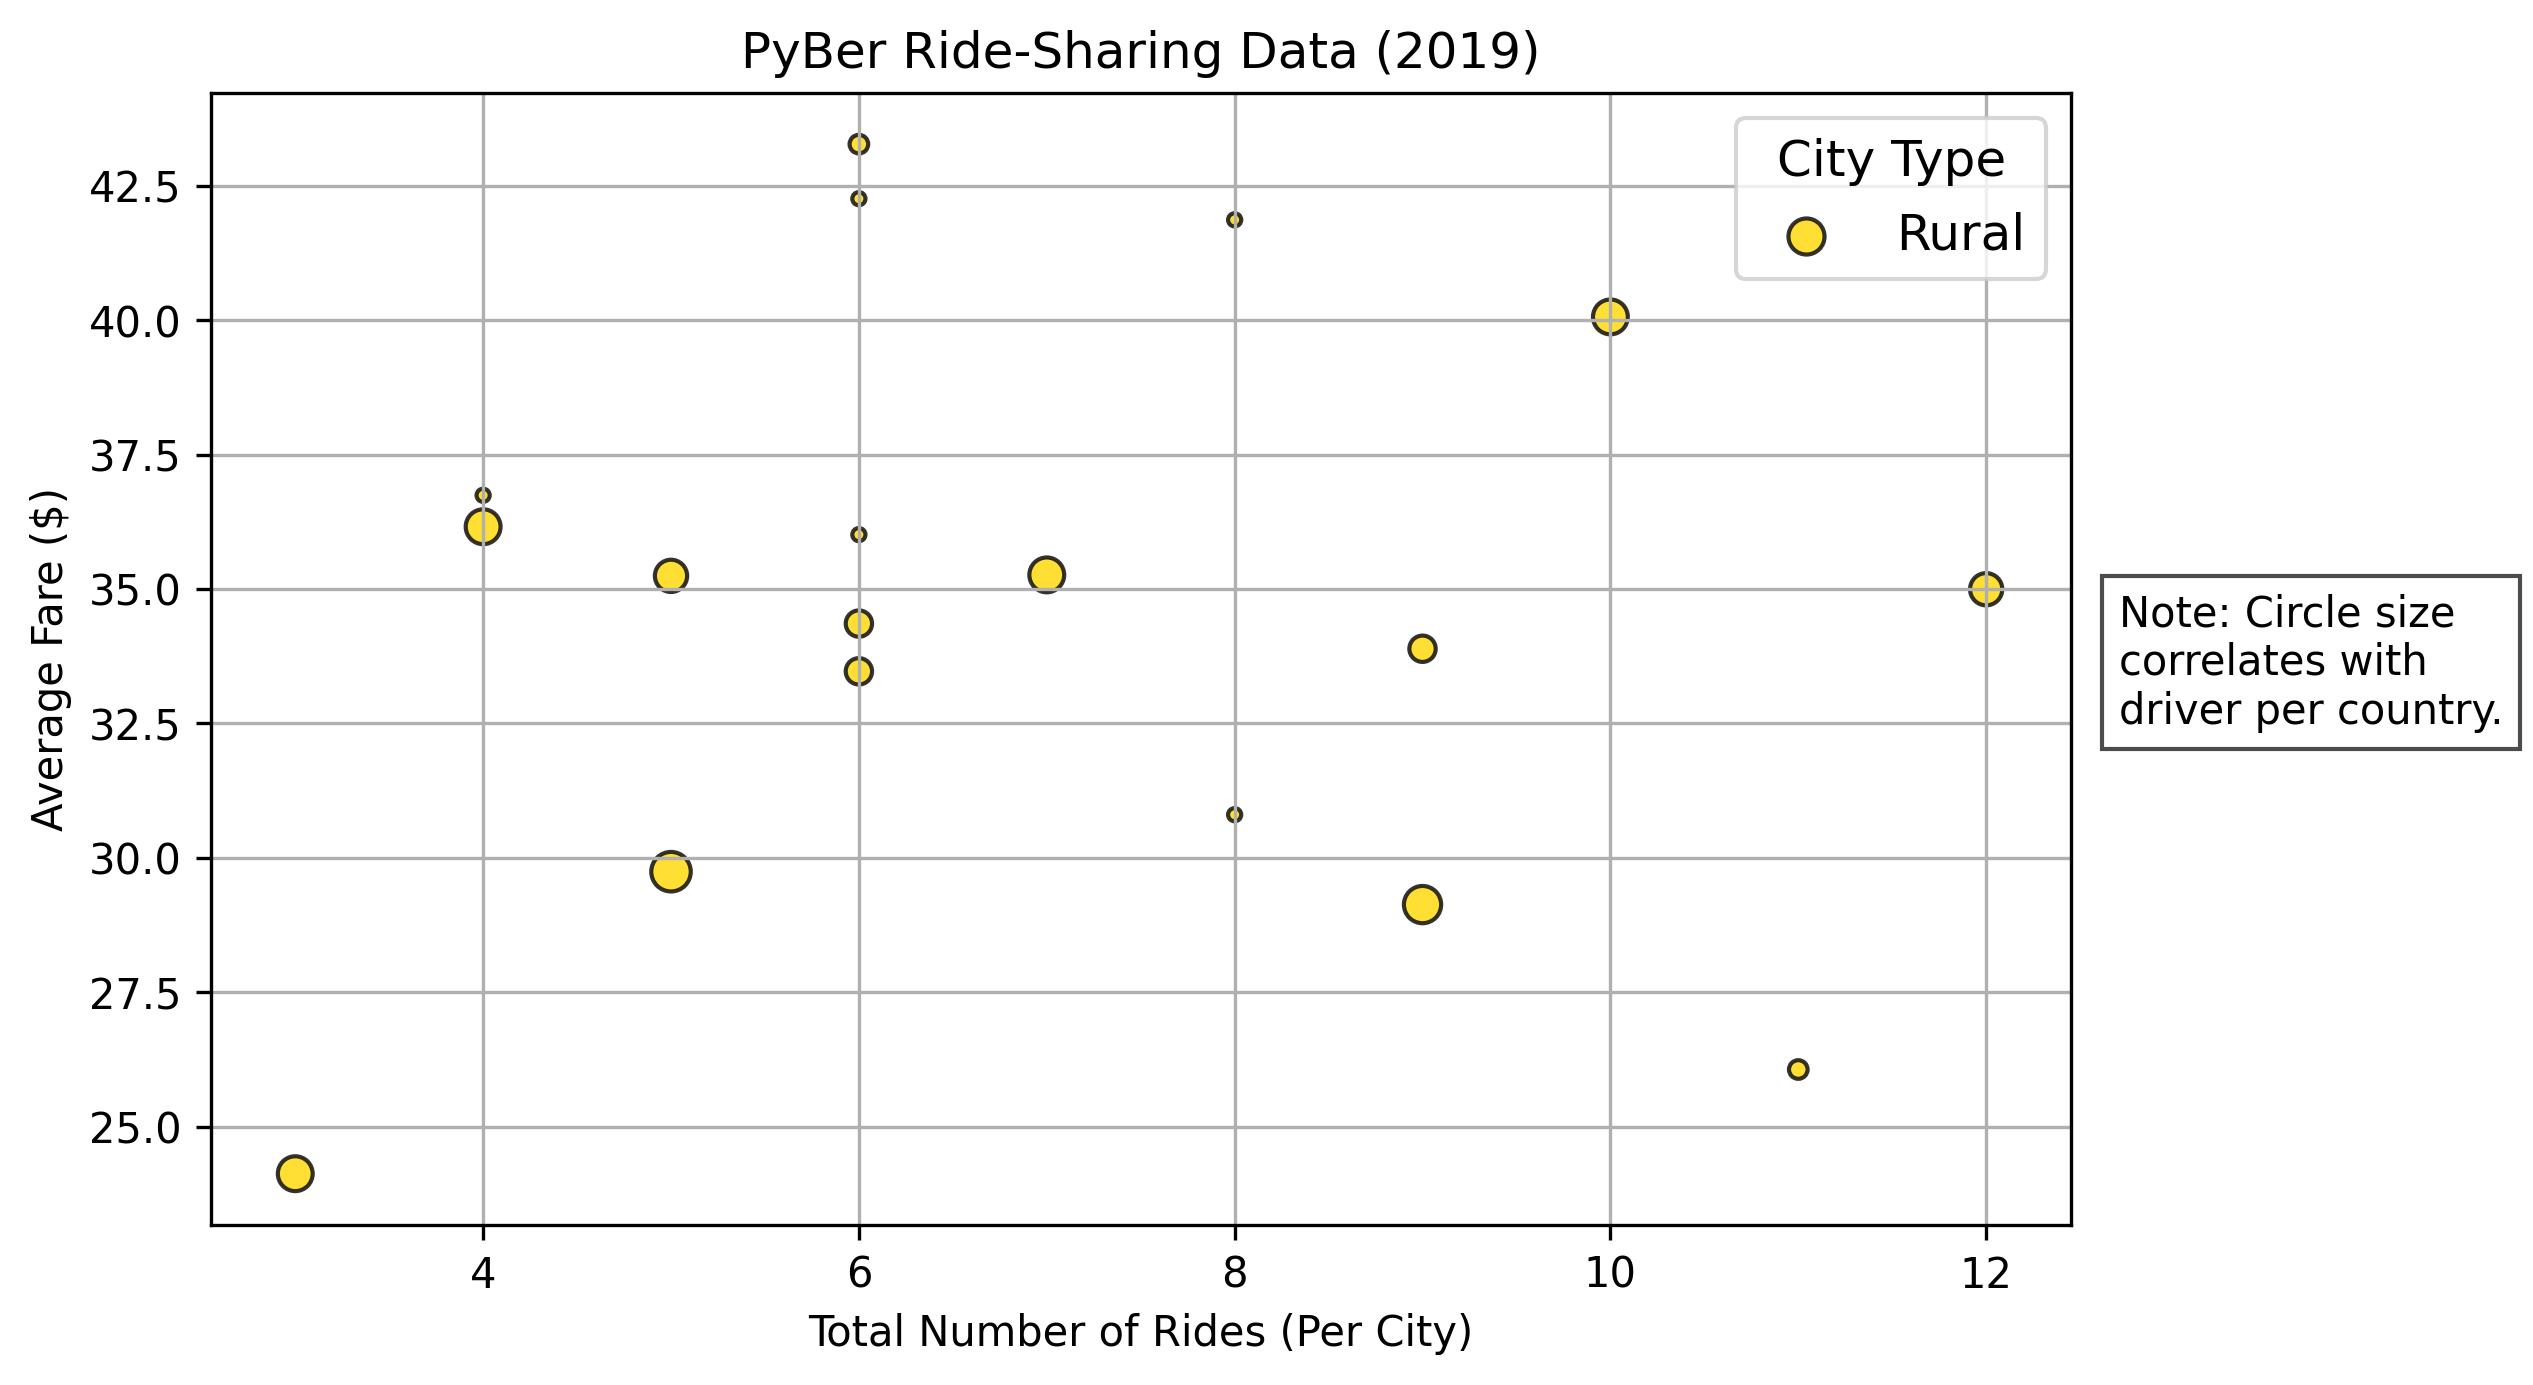 PyBer Ride-Sharing Data (2019)
City Type
Rural
42.5
40.0
37.5
35.0
32.5
30.0
27.5
25.0
Average Fare ($)
4
6
8
10
12
Total Number of Rides (Per City)
Note: Circle size
correlates with
driver per country.